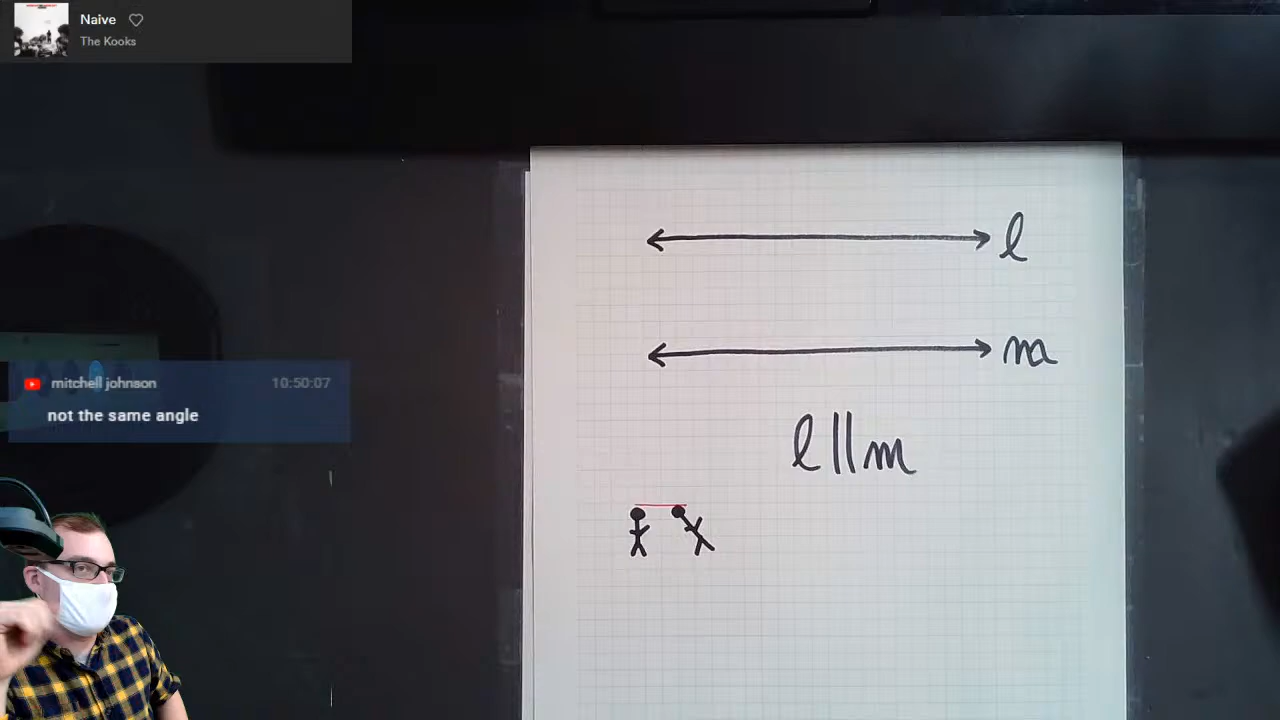 Naive
The Kooks
l
m
mitchell johnson 10:50:07
not the same angle
l || m